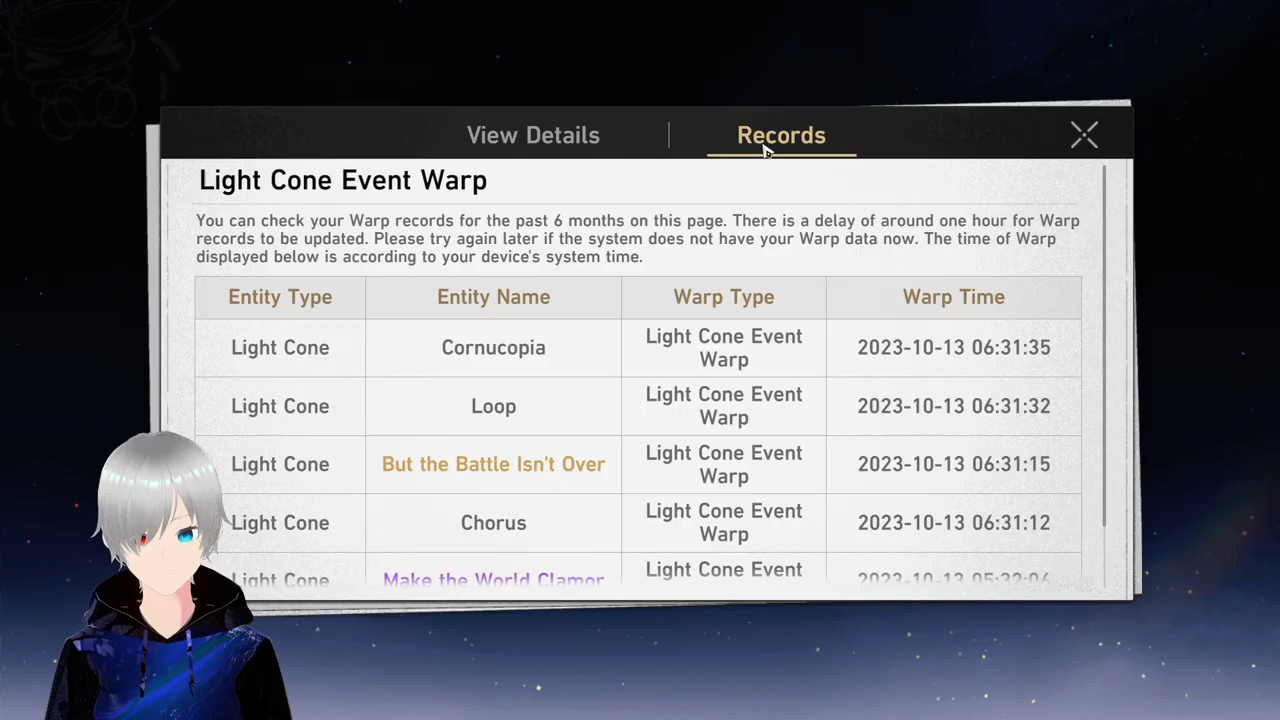 View Details
Records
Light Cone Event Warp
You can check your Warp records for the past 6 months on this page. There is a delay of around one hour for Warp
records to be updated. Please try again later if the system does not have your Warp data now. The time of Warp
displayed below is according to your device's system time.
Entity Type Entity Name Warp Type Warp Time
Light Cone Cornucopia Light Cone Event Warp 2023-10-13 06:31:35
Light Cone Loop Light Cone Event Warp 2023-10-13 06:31:32
Light Cone But the Battle Isn't Over Light Cone Event Warp 2023-10-13 06:31:15
Light Cone Chorus Light Cone Event Warp 2023-10-13 06:31:12
Light Cone Make the World Clamor Light Cone Event 2023-10-13 05:32:06